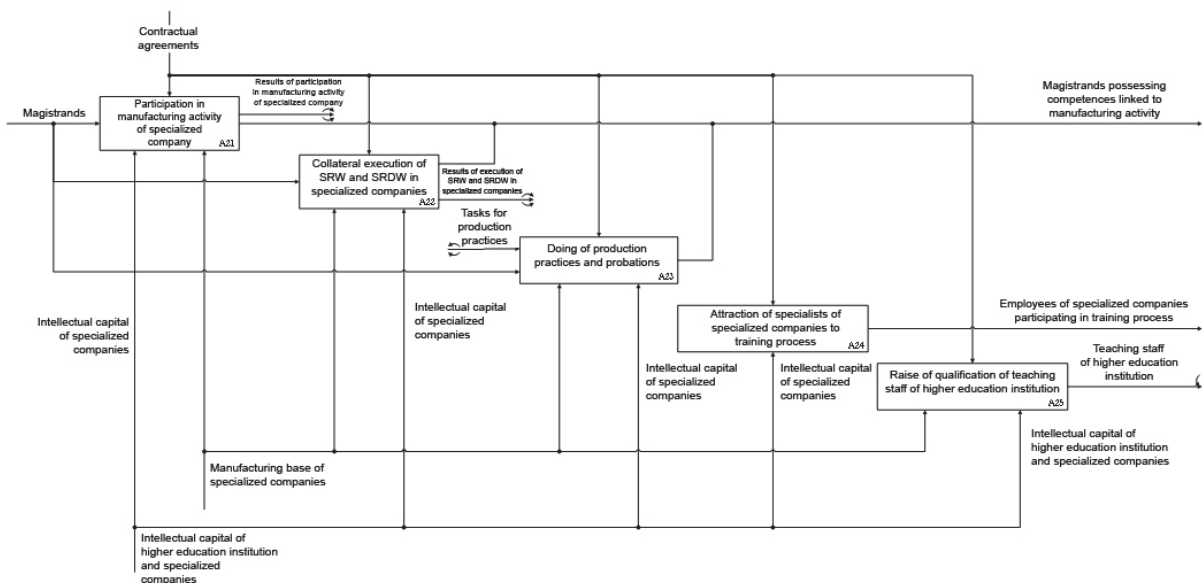 Contractual
agreements
Magistrands
Participation in
manufacturing activity
of specialized
company
A21
Results of participation
in manufacturing activity
of specialized company
Magistrands possessing
competences linked to
manufacturing activity
Collateral execution of
SRW and SRDW in
specialized companies
A22
Results of execution of
SRW and SRDW in
specialized companies
Tasks for
production
practices
Doing of production
practices and probations
A23
Intellectual capital
of specialized
companies
Intellectual capital
of specialized
companies
Attraction of specialists of
specialized companies to
training process
A24
Employees of specialized companies
participating in training process
Intellectual capital
of specialized
companies
Intellectual capital
of specialized
companies
Raise of qualification of teaching
staff of higher education institution
A25
Teaching staff
of higher education
institution
Manufacturing base of
specialized companies
Intellectual capital of
higher education institution
and specialized companies
Intellectual capital of
higher education institution
and specialized
companies